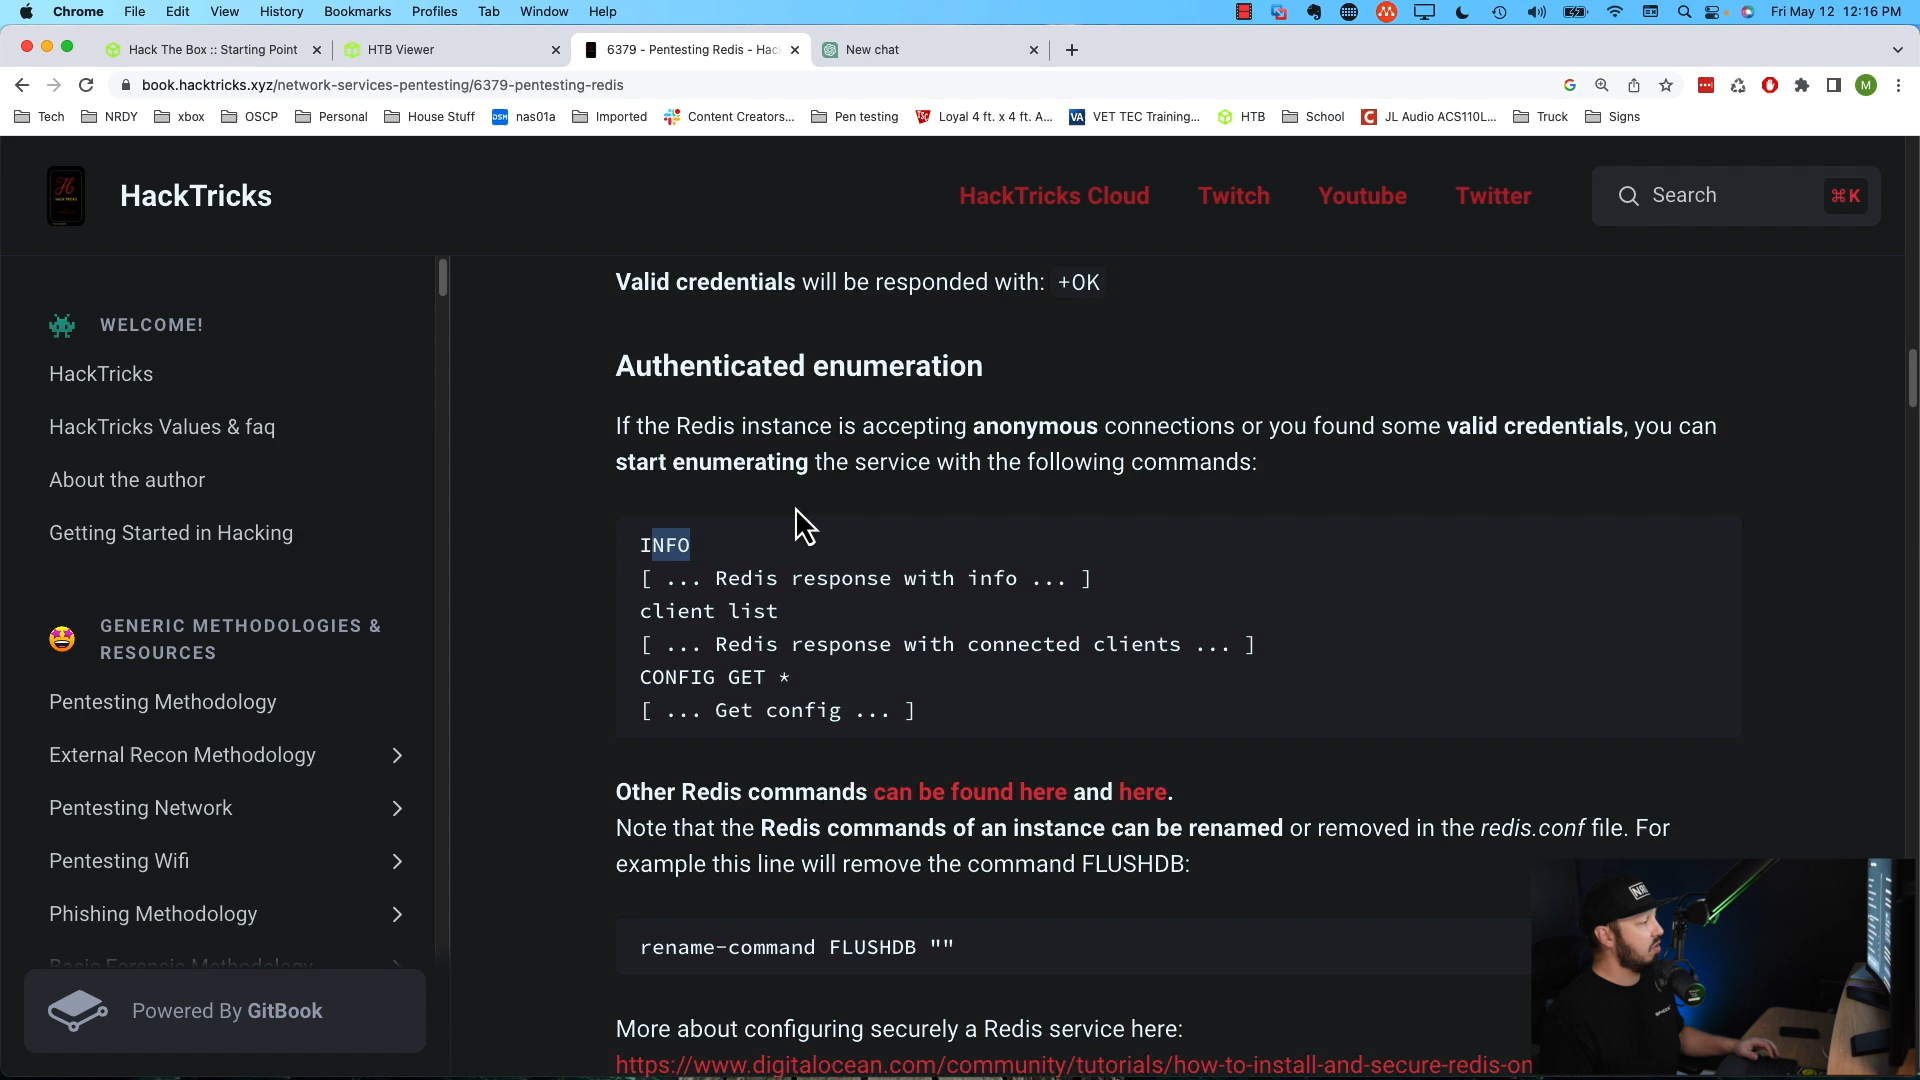 Chrome File Edit View History Bookmarks Profiles Tab Window Help Fri May 12 12:16 PM
Hack The Box :: Starting Point HTB Viewer 6379 - Pentesting Redis - Hac New chat
book.hacktricks.xyz/network-services-pentesting/6379-pentesting-redis M
Tech NRDY xbox OSCP Personal House Stuff nas01a Imported Content Creators... Pen testing Loyal 4 ft. x 4 ft. A... VET TEC Training... HTB School JL Audio ACS110L... Truck Signs
HackTricks HackTricks Cloud Twitch Youtube Twitter Search ⌘K
WELCOME!
HackTricks
HackTricks Values & faq
About the author
Getting Started in Hacking
GENERIC METHODOLOGIES &
RESOURCES
Pentesting Methodology
External Recon Methodology
Pentesting Network
Pentesting Wifi
Phishing Methodology
Basic Forensic Methodology
Powered By GitBook
Valid credentials will be responded with: +OK
Authenticated enumeration
If the Redis instance is accepting anonymous connections or you found some valid credentials, you can
start enumerating the service with the following commands:
INFO
[ ... Redis response with info ... ]
client list
[ ... Redis response with connected clients ... ]
CONFIG GET *
[ ... Get config ... ]
Other Redis commands can be found here and here.
Note that the Redis commands of an instance can be renamed or removed in the redis.conf file. For
example this line will remove the command FLUSHDB:
rename-command FLUSHDB ""
More about configuring securely a Redis service here:
https://www.digitalocean.com/community/tutorials/how-to-install-and-secure-redis-on